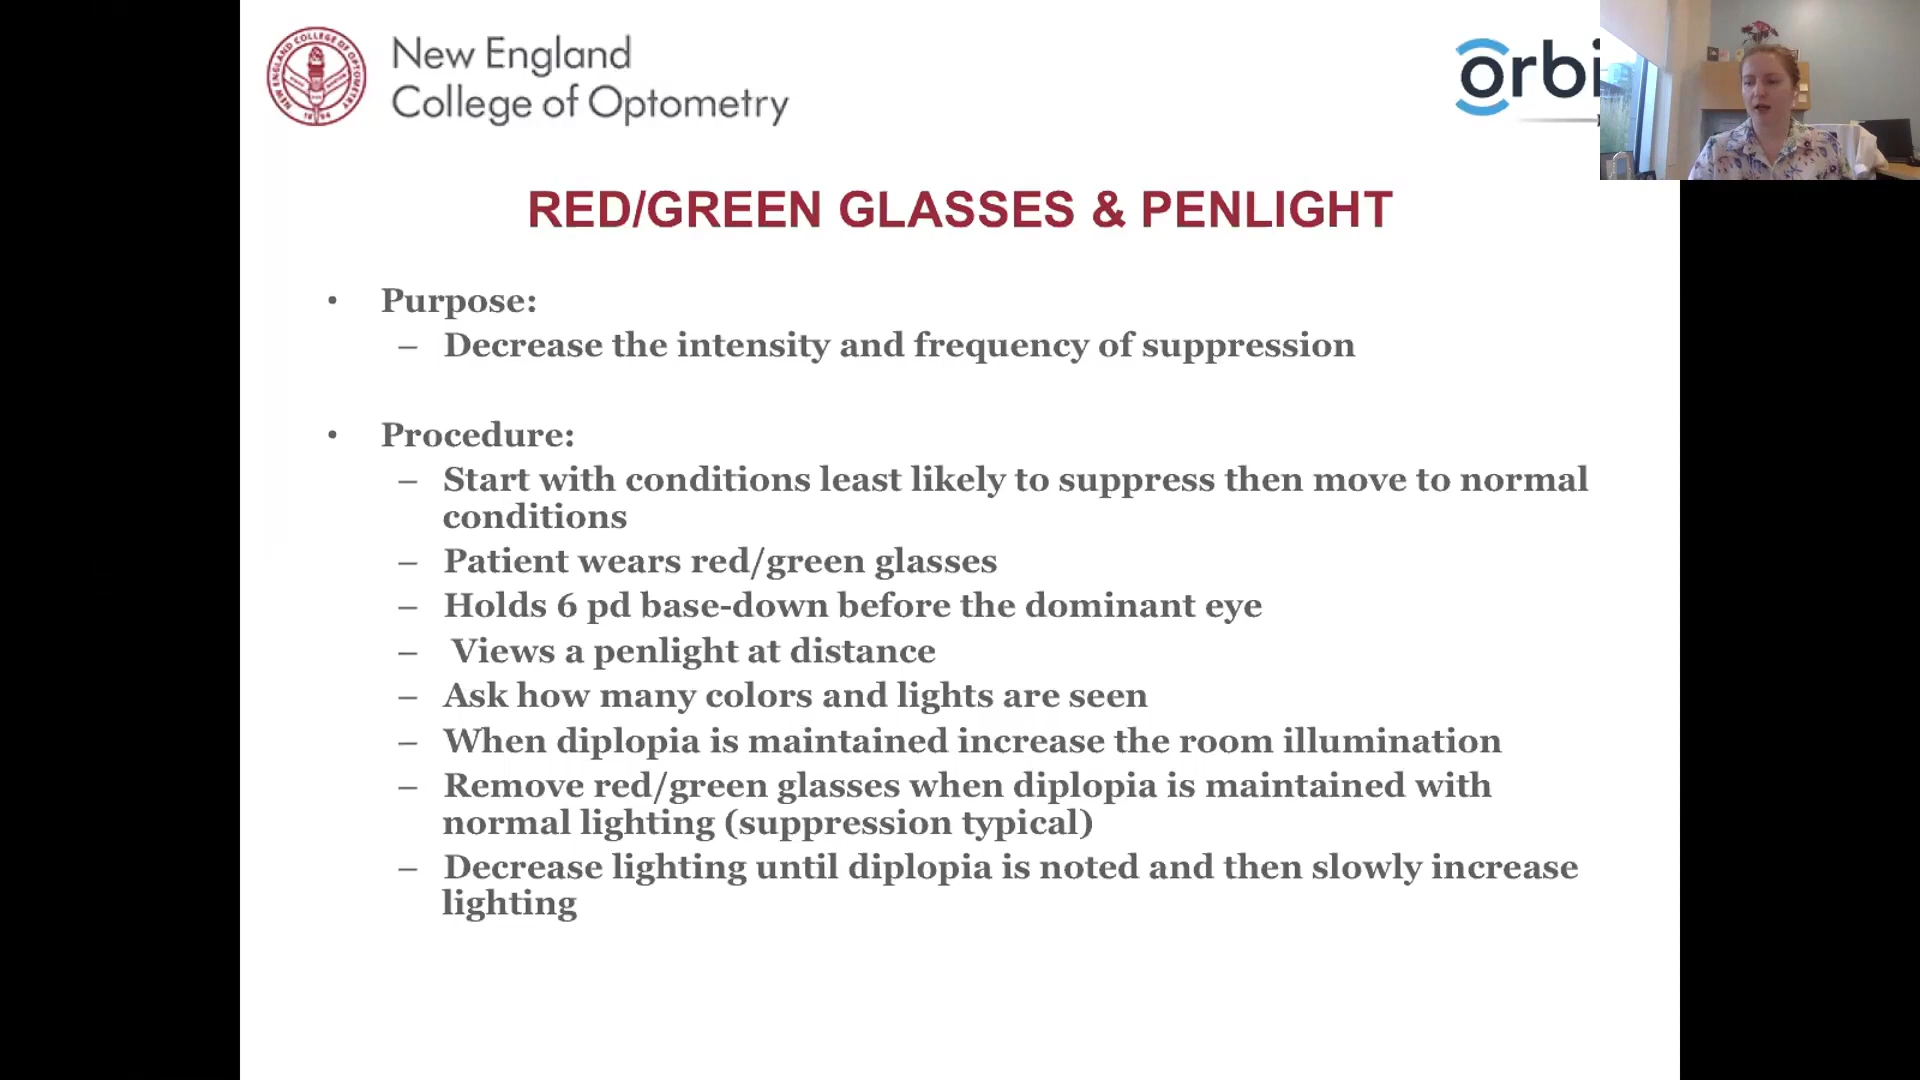 New England
College of Optometry
orbi
RED/GREEN GLASSES & PENLIGHT
• Purpose:
– Decrease the intensity and frequency of suppression
• Procedure:
– Start with conditions least likely to suppress then move to normal
conditions
– Patient wears red/green glasses
– Holds 6 pd base-down before the dominant eye
– Views a penlight at distance
– Ask how many colors and lights are seen
– When diplopia is maintained increase the room illumination
– Remove red/green glasses when diplopia is maintained with
normal lighting (suppression typical)
– Decrease lighting until diplopia is noted and then slowly increase
lighting